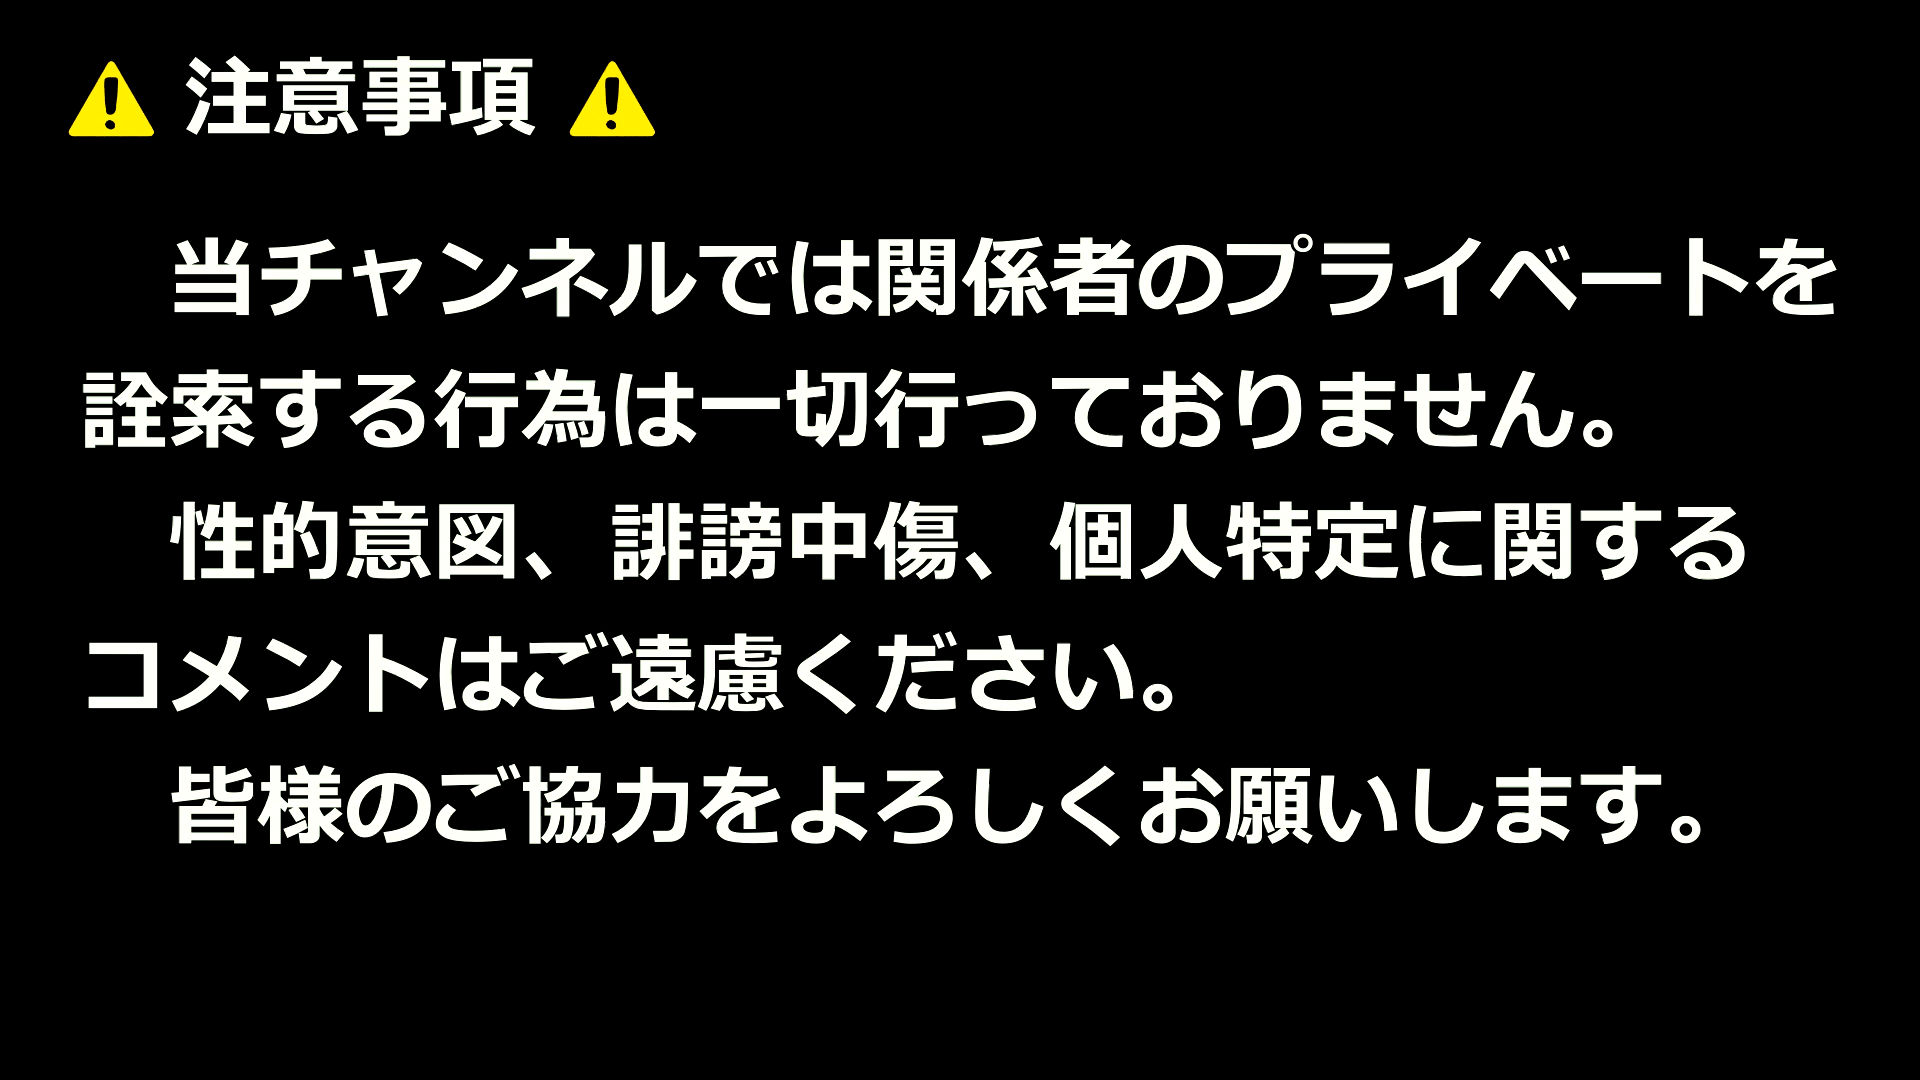 ⚠ 注意事項 ⚠
当チャンネルでは関係者のプライベートを
詮索する行為は一切行っておりません。
性的意図、誹謗中傷、個人特定に関する
コメントはご遠慮ください。
皆様のご協力をよろしくお願いします。